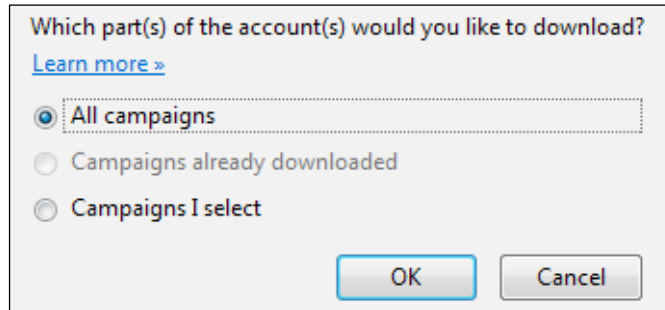 Which part(s) of the account(s) would you like to download?
Learn more »
All campaigns
Campaigns already downloaded
Campaigns I select
OK Cancel